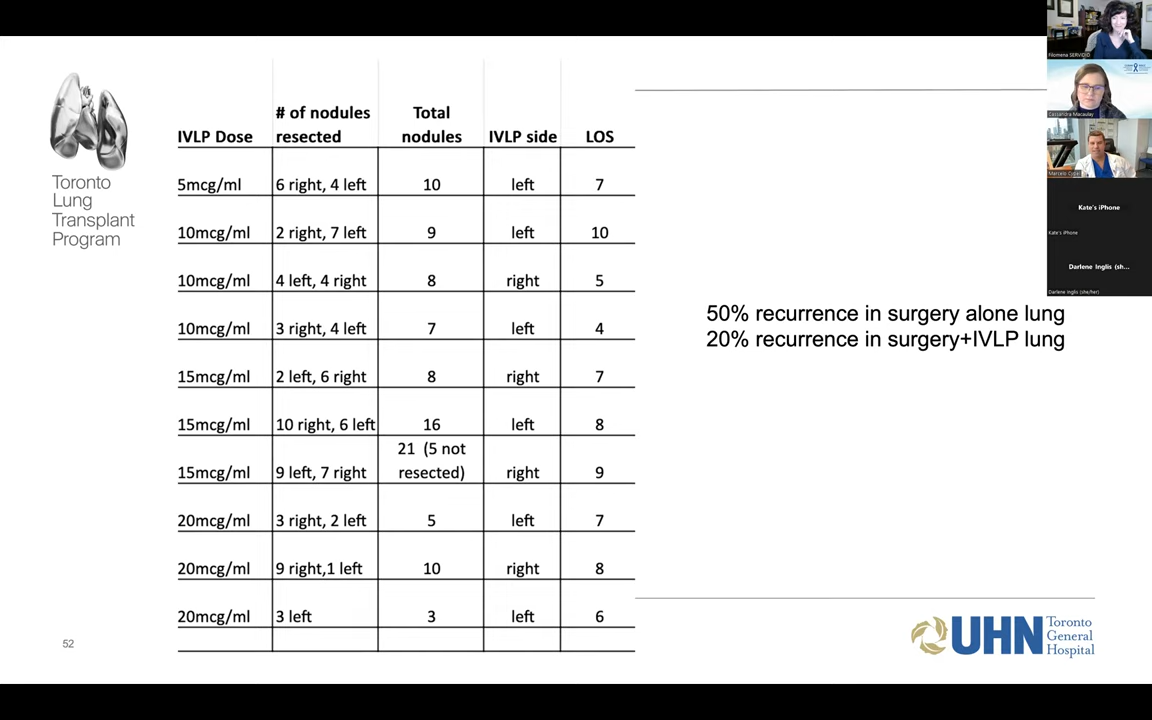 Toronto
Lung
Transplant
Program
IVLP Dose # of nodules resected Total nodules IVLP side LOS
5mcg/ml 6 right, 4 left 10 left 7
10mcg/ml 2 right, 7 left 9 left 10
10mcg/ml 4 left, 4 right 8 right 5
10mcg/ml 3 right, 4 left 7 left 4
15mcg/ml 2 left, 6 right 8 right 7
15mcg/ml 10 right, 6 left 16 left 8
15mcg/ml 9 left, 7 right 21 (5 not resected) right 9
20mcg/ml 3 right, 2 left 5 left 7
20mcg/ml 9 right,1 left 10 right 8
20mcg/ml 3 left 3 left 6
50% recurrence in surgery alone lung
20% recurrence in surgery+IVLP lung
52
UHN
Toronto
General
Hospital
Filomena SERVIDIO
Cassandra Macaulay
Marcelo Cypel
Kate's iPhone
Kate's iPhone
Darlene Inglis (sh...
Darlene Inglis (she/her)